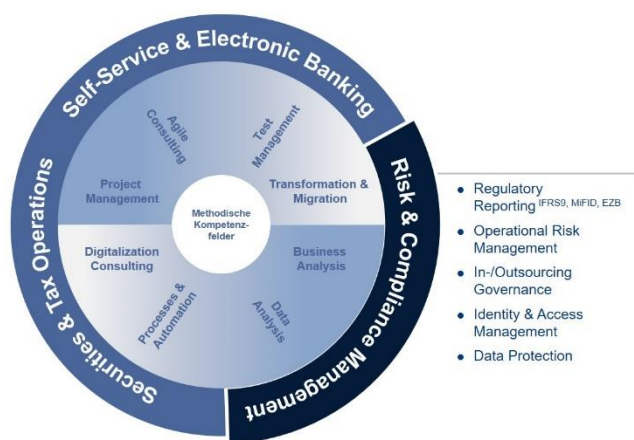 Self-Service & Electronic Banking
Risk & Compliance Management
Securities & Tax Operations
Agile
Consulting
Test
Management
Project
Management
Transformation &
Migration
Methodische
Kompetenz-
felder
Digitalization
Consulting
Business
Analysis
Processes &
Automation
Data
Analysis
Regulatory
Reporting IFRS9, MiFID, EZB
Operational Risk
Management
In-/Outsourcing
Governance
Identity & Access
Management
Data Protection